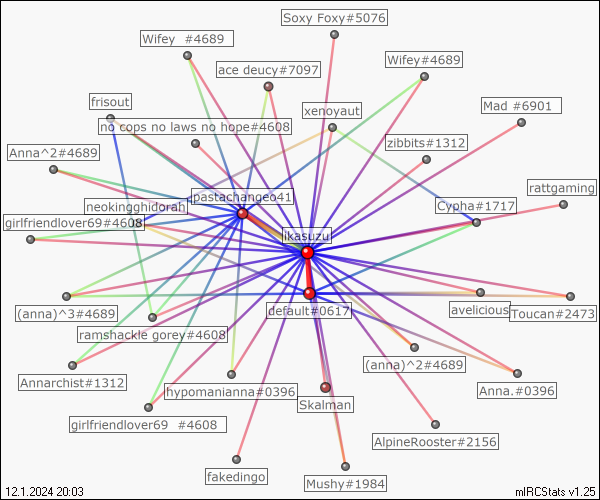 Soxy Foxy#5076
Wifey  #4689
Wifey#4689
ace deucy#7097
frisout
xenoyaut
Mad #6901
no cops no laws no hope#4608
zibbits#1312
Anna^2#4689
rattgaming
pastachangeo41
neokingghidorah
Cypha#1717
girlfriendlover69#4608
likasuzu
default#0617
avelicious
(anna)^3#4689
Toucan#2473
ramshackle gorey#4608
(anna)^2#4689
Annarchist#1312
hypomanianna#0396
Anna.#0396
Skalman
girlfriendlover69  #4608
AlpineRooster#2156
fakedingo
Mushy#1984
12.1.2024 20:03
mIRCStats v1.25